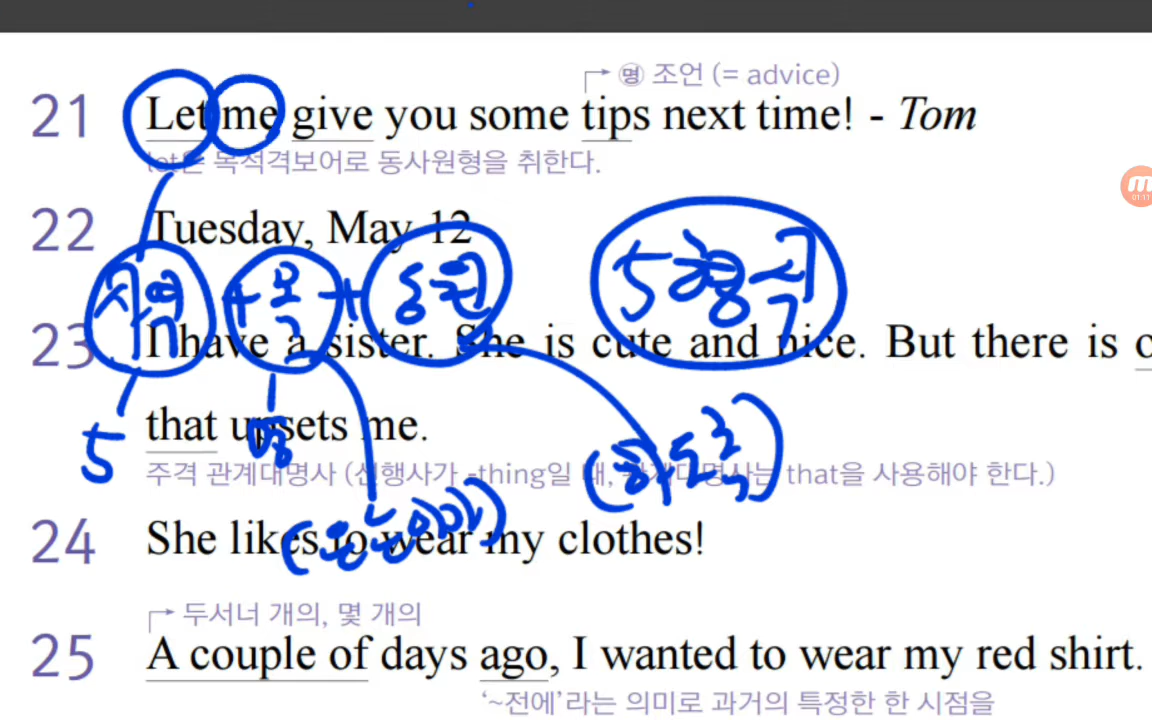 명 조언 (= advice)
21 Let me give you some tips next time! - Tom
let은 목적격보어로 동사원형을 취한다.
22 Tuesday, May 12
사역 + 목 + 동원 5형식
23 I have a sister. She is cute and nice. But there is
5
that upsets me.
주격 관계대명사 (선행사가 -thing일 때, 관계대명사는 that을 사용해야 한다.)
24 She likes to wear my clothes!
두서너 개의, 몇 개의
25 A couple of days ago, I wanted to wear my red shirt.
‘~전에’라는 의미로 과거의 특정한 한 시점을
01:11